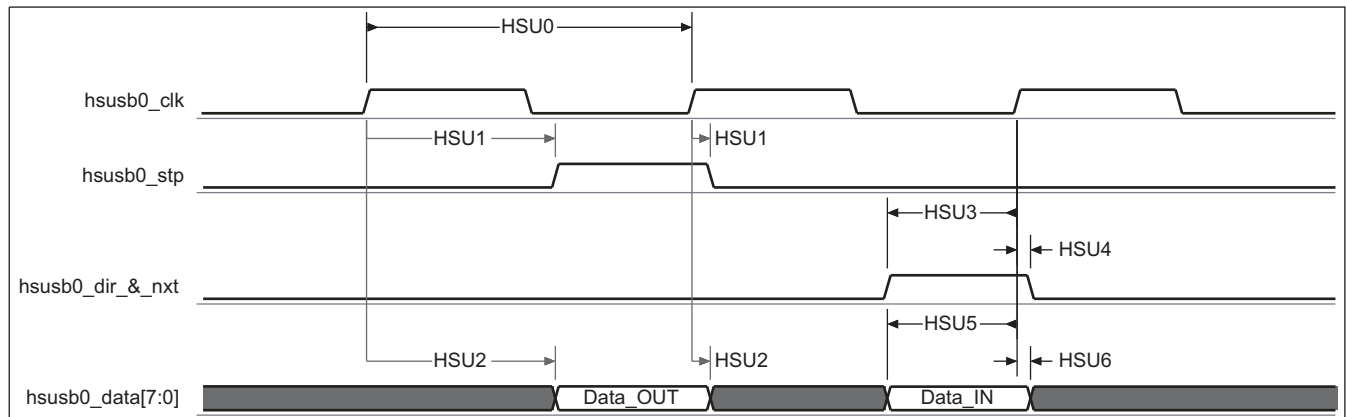 HSU0
hsusb0_clk
HSU1 HSU1
hsusb0_stp
HSU3
HSU4
hsusb0_dir_&_nxt
HSU5
HSU2 HSU2 HSU6
hsusb0_data[7:0] Data_OUT Data_IN